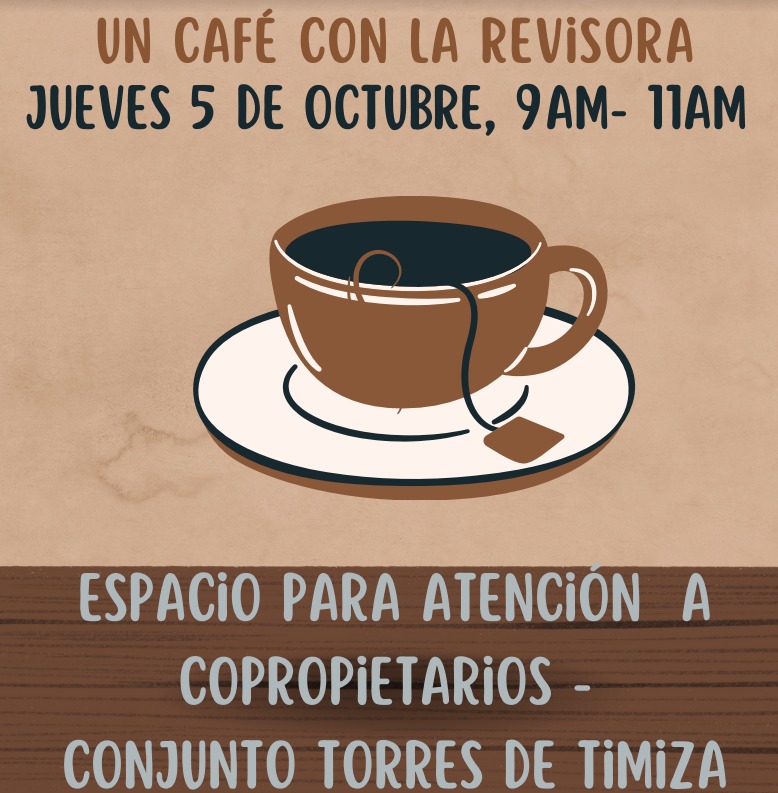 UN CAFÉ CON LA REViSORA
JUEVES 5 DE OCTUBRE, 9AM- 11AM
ESPACiO PARA ATENCiÓN A
COPROPiETARiOS -
CONJUNTO TORRES DE TiMiZA